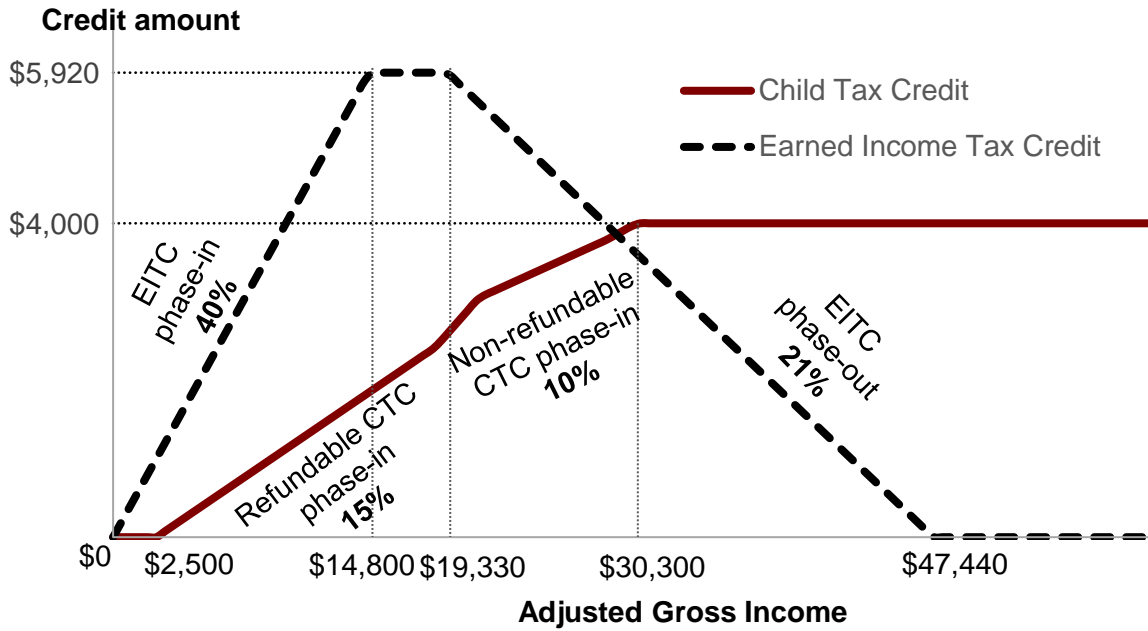 Credit amount
$5,920
Child Tax Credit
Earned Income Tax Credit
$4,000
EITC
phase-in
40%
Refundable CTC
phase-in
15%
Non-refundable
CTC phase-in
10%
EITC
phase-out
21%
$0
$2,500
$14,800
$19,330
$30,300
$47,440
Adjusted Gross Income